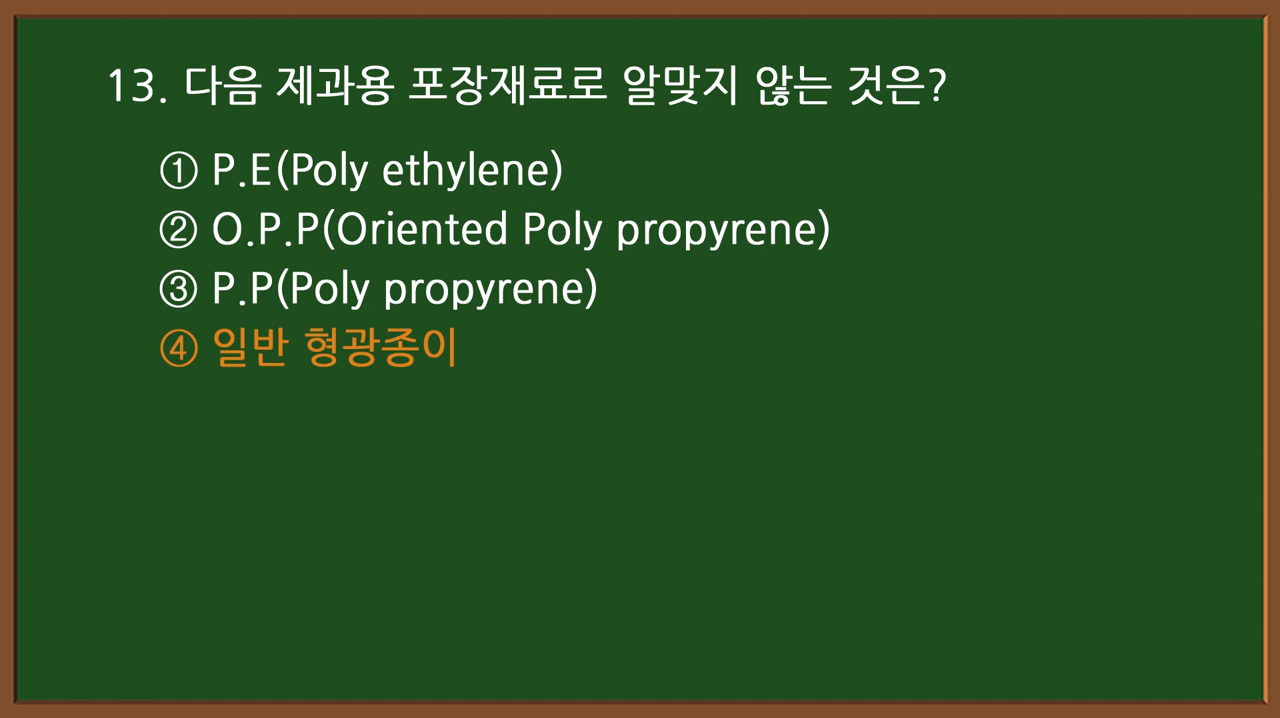 13. 다음 제과용 포장재료로 알맞지 않는 것은?
① P.E(Poly ethylene)
② O.P.P(Oriented Poly propyrene)
③ P.P(Poly propyrene)
④ 일반 형광종이